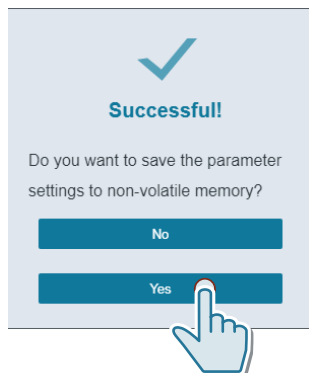 Successful!
Do you want to save the parameter
settings to non-volatile memory?
No
Yes